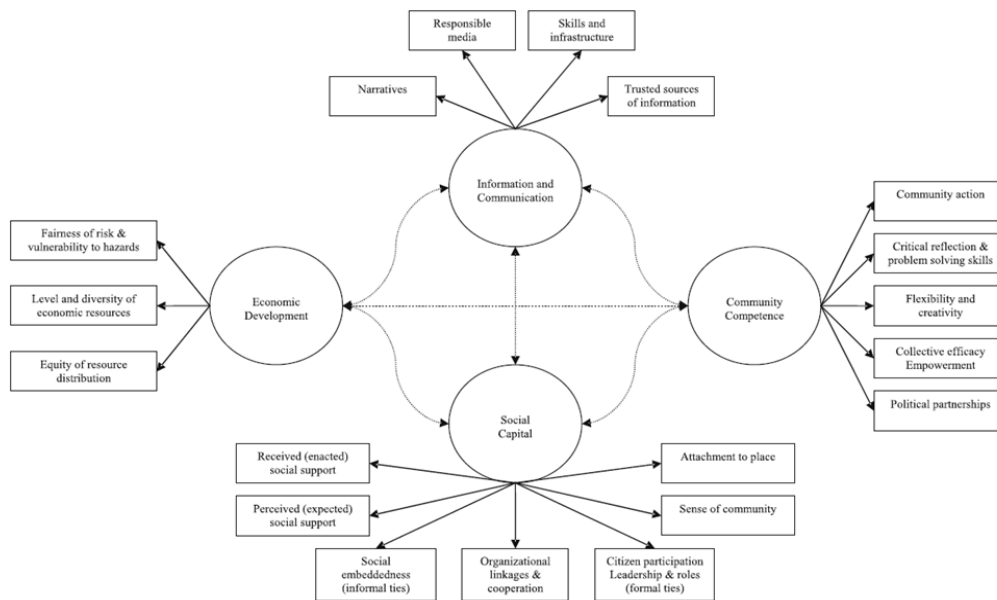 Responsible
media
Skills and
infrastructure
Narratives
Trusted sources
of information
Information and
Communication
Fairness of risk &
vulnerability to hazards
Level and diversity of
economic resources
Equity of resource
distribution
Economic
Development
Community
Competence
Community action
Critical reflection &
problem solving skills
Flexibility and
creativity
Collective efficacy
Empowerment
Political partnerships
Social
Capital
Received (enacted)
social support
Perceived (expected)
social support
Social
embeddedness
(informal ties)
Organizational
linkages &
cooperation
Citizen participation
Leadership & roles
(formal ties)
Attachment to place
Sense of community